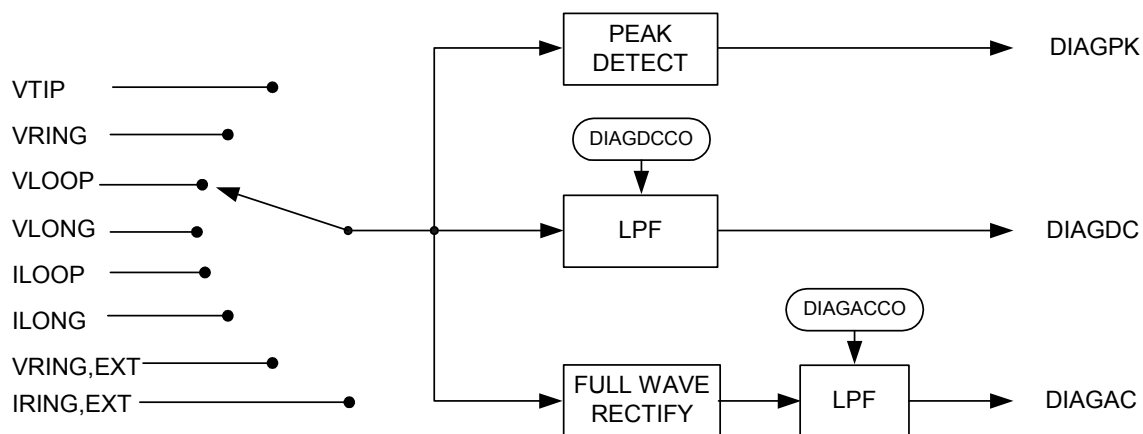 PEAK
DETECT
DIAGPK
VTIP
VRING
DIAGDCCO
VLOOP
VLONG
LPF
DIAGDC
ILOOP
ILONG
DIAGACCO
VRING,EXT
IRING,EXT
FULL WAVE
RECTIFY
LPF
DIAGAC